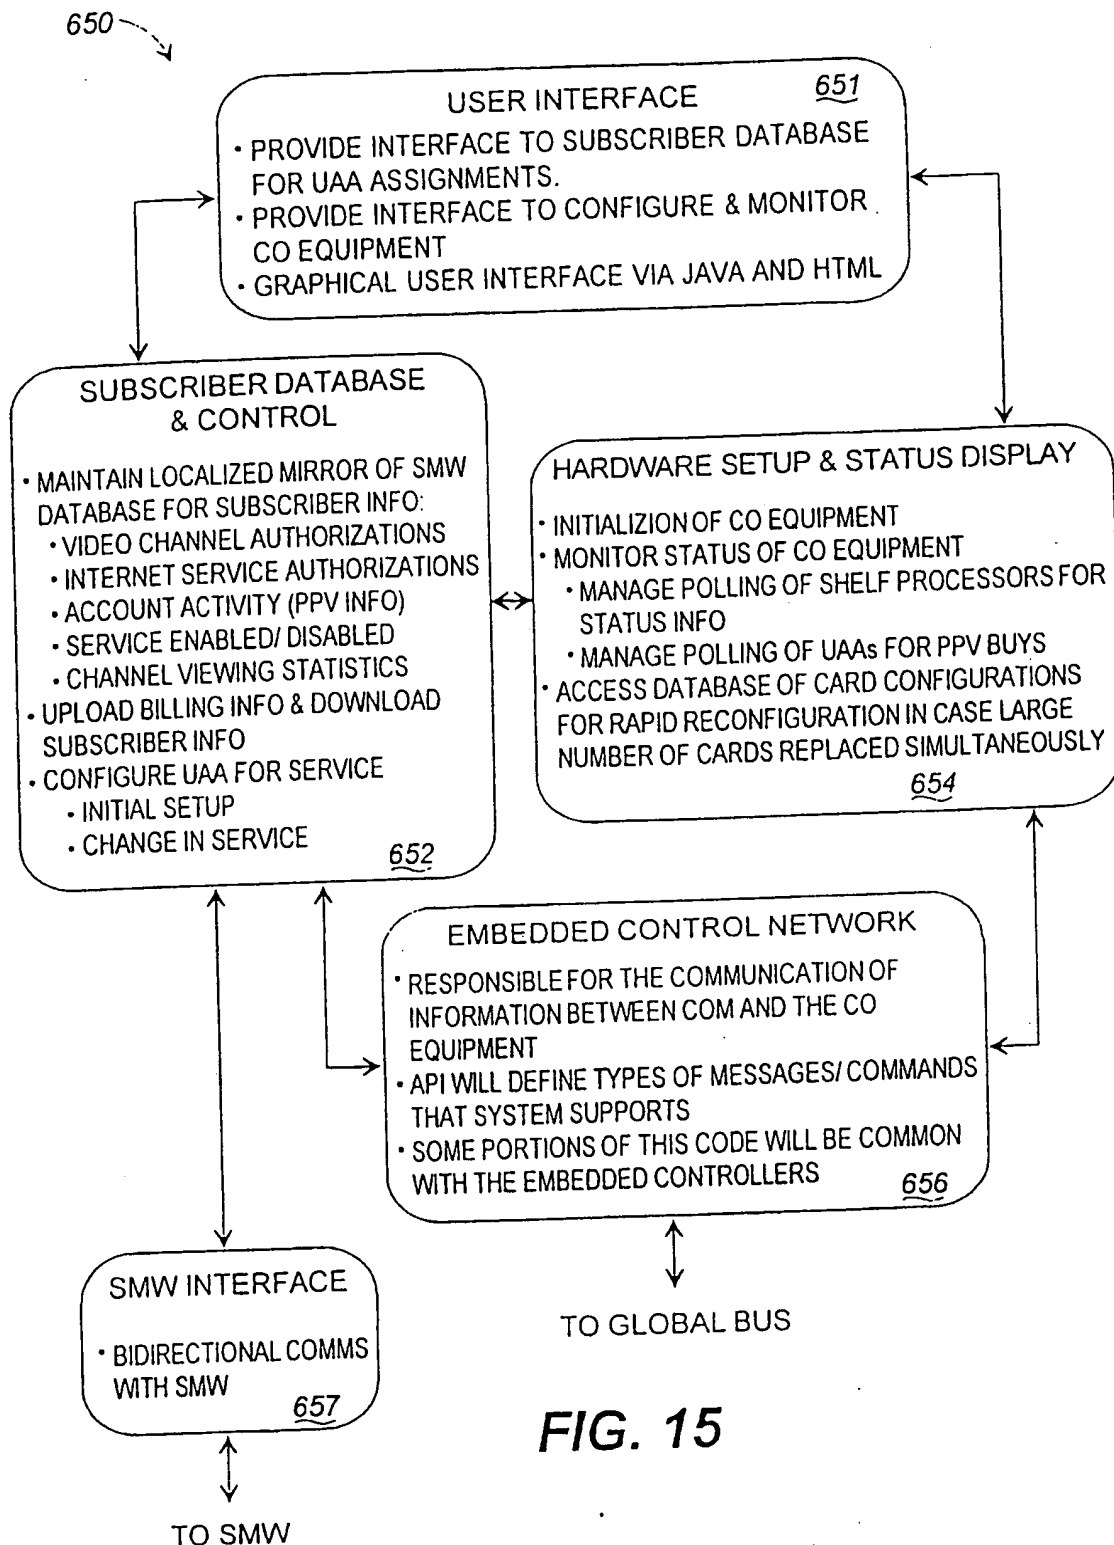 650
USER INTERFACE 651
• PROVIDE INTERFACE TO SUBSCRIBER DATABASE
FOR UAA ASSIGNMENTS.
• PROVIDE INTERFACE TO CONFIGURE & MONITOR
CO EQUIPMENT
• GRAPHICAL USER INTERFACE VIA JAVA AND HTML
SUBSCRIBER DATABASE
& CONTROL
• MAINTAIN LOCALIZED MIRROR OF SMW
DATABASE FOR SUBSCRIBER INFO:
• VIDEO CHANNEL AUTHORIZATIONS
• INTERNET SERVICE AUTHORIZATIONS
• ACCOUNT ACTIVITY (PPV INFO)
• SERVICE ENABLED/ DISABLED
• CHANNEL VIEWING STATISTICS
• UPLOAD BILLING INFO & DOWNLOAD
SUBSCRIBER INFO
• CONFIGURE UAA FOR SERVICE
• INITIAL SETUP
• CHANGE IN SERVICE
652
HARDWARE SETUP & STATUS DISPLAY
• INITIALIZION OF CO EQUIPMENT
• MONITOR STATUS OF CO EQUIPMENT
• MANAGE POLLING OF SHELF PROCESSORS FOR
STATUS INFO
• MANAGE POLLING OF UAAs FOR PPV BUYS
• ACCESS DATABASE OF CARD CONFIGURATIONS
FOR RAPID RECONFIGURATION IN CASE LARGE
NUMBER OF CARDS REPLACED SIMULTANEOUSLY
654
EMBEDDED CONTROL NETWORK
• RESPONSIBLE FOR THE COMMUNICATION OF
INFORMATION BETWEEN COM AND THE CO
EQUIPMENT
• API WILL DEFINE TYPES OF MESSAGES/ COMMANDS
THAT SYSTEM SUPPORTS
• SOME PORTIONS OF THIS CODE WILL BE COMMON
WITH THE EMBEDDED CONTROLLERS
656
SMW INTERFACE
• BIDIRECTIONAL COMMS
WITH SMW
657
TO GLOBAL BUS
TO SMW
FIG. 15